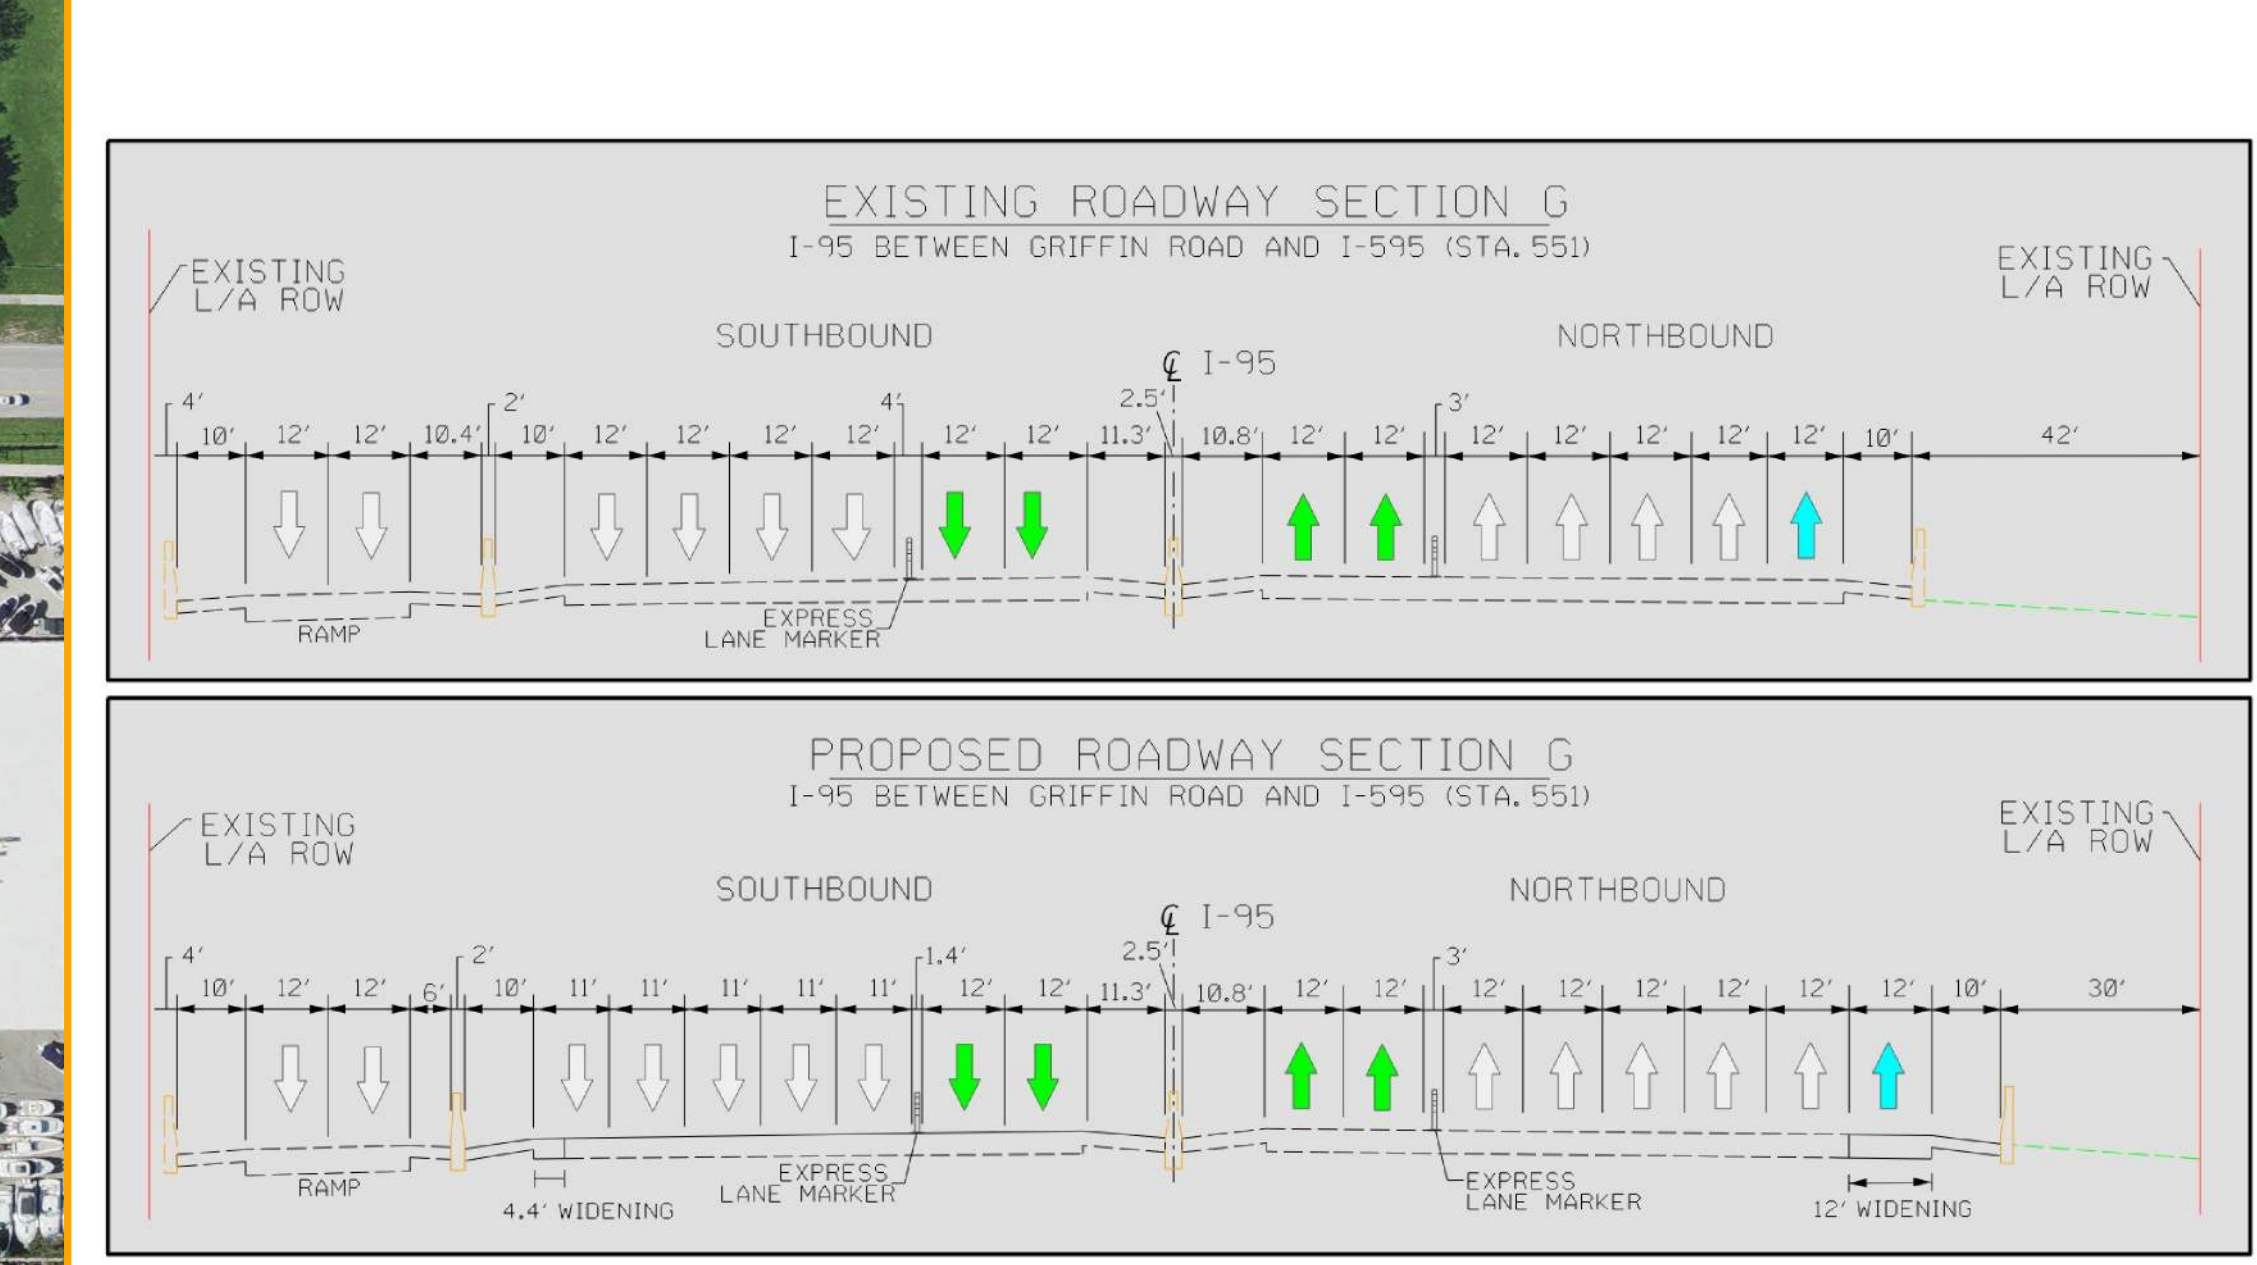 EXISTING ROADWAY SECTION G
I-95 BETWEEN GRIFFIN ROAD AND I-595 (STA. 551)
EXISTING
L/A ROW
EXISTING
L/A ROW
SOUTHBOUND
NORTHBOUND
℄ I-95
4' 2' 4' 2.5' 3'
10' 12' 12' 10.4' 10' 12' 12' 12' 12' 12' 12' 11.3' 10.8' 12' 12' 12' 12' 12' 12' 12' 10' 42'
RAMP
EXPRESS
LANE MARKER
PROPOSED ROADWAY SECTION G
I-95 BETWEEN GRIFFIN ROAD AND I-595 (STA. 551)
EXISTING
L/A ROW
EXISTING
L/A ROW
SOUTHBOUND
NORTHBOUND
℄ I-95
4' 2' 1.4' 2.5' 3'
10' 12' 12' 6' 10' 11' 11' 11' 11' 11' 12' 12' 11.3' 10.8' 12' 12' 12' 12' 12' 12' 12' 12' 10' 30'
RAMP
EXPRESS
LANE MARKER
EXPRESS
LANE MARKER
4.4' WIDENING
12' WIDENING